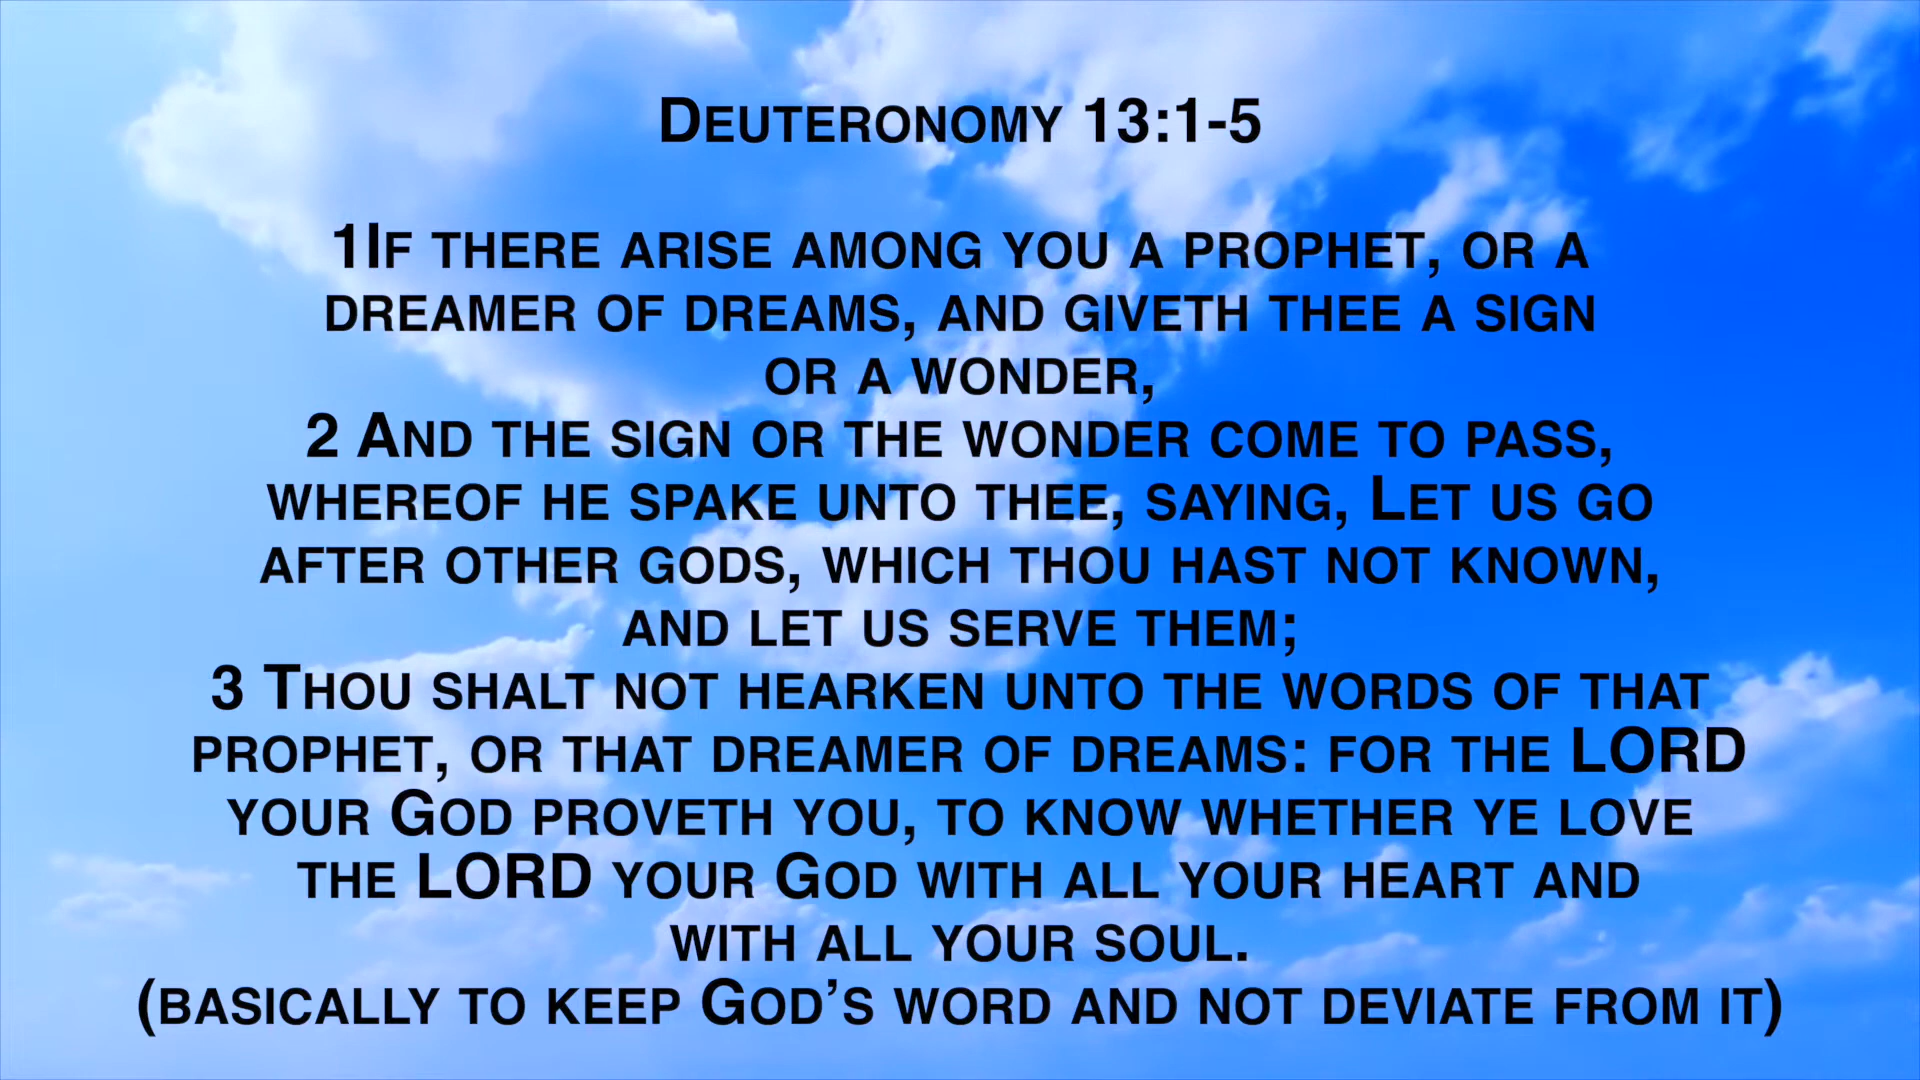 Deuteronomy 13:1-5
1If there arise among you a prophet, or a
dreamer of dreams, and giveth thee a sign
or a wonder,
2 And the sign or the wonder come to pass,
whereof he spake unto thee, saying, Let us go
after other gods, which thou hast not known,
and let us serve them;
3 Thou shalt not hearken unto the words of that
prophet, or that dreamer of dreams: for the LORD
your God proveth you, to know whether ye love
the LORD your God with all your heart and
with all your soul.
(basically to keep God’s word and not deviate from it)